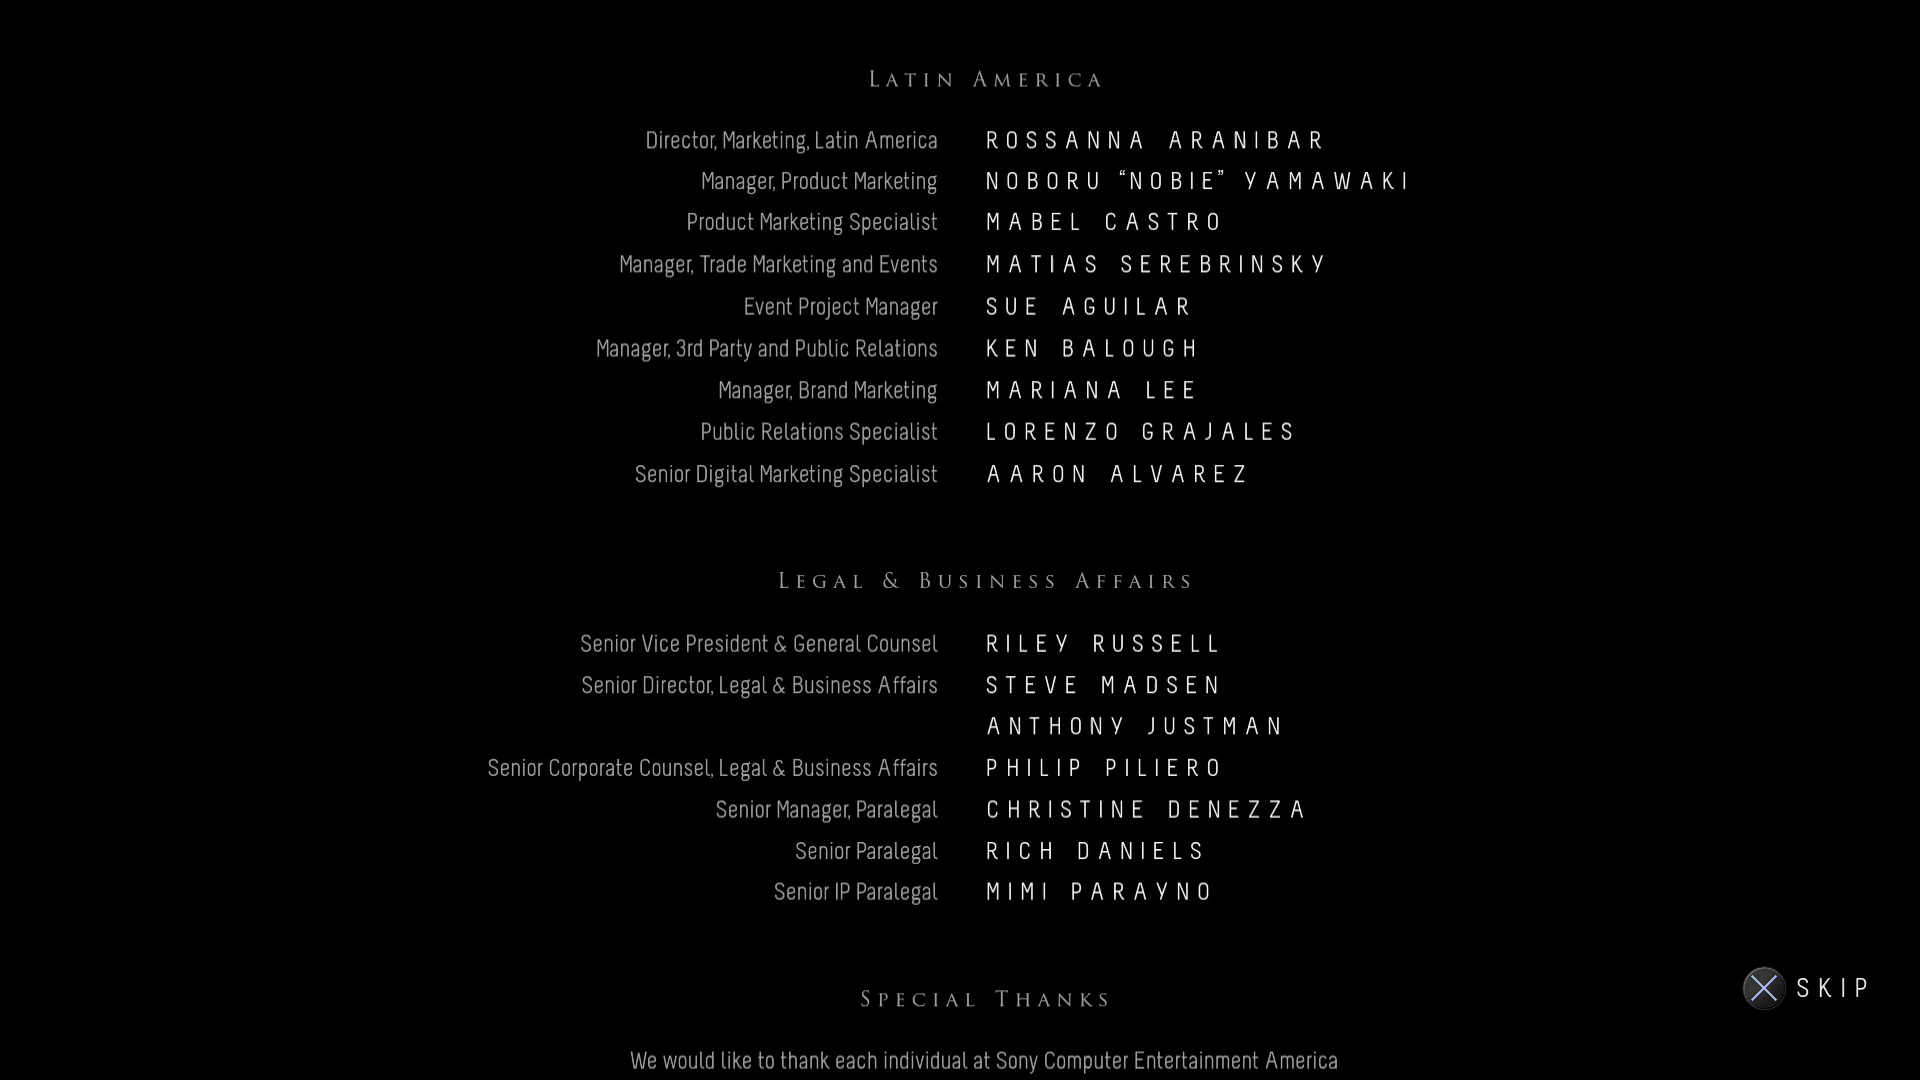 LATIN AMERICA
Director, Marketing, Latin America ROSSANNA ARANIBAR
Manager, Product Marketing NOBORU “NOBIE” YAMAWAKI
Product Marketing Specialist MABEL CASTRO
Manager, Trade Marketing and Events MATIAS SEREBRINSKY
Event Project Manager SUE AGUILAR
Manager, 3rd Party and Public Relations KEN BALOUGH
Manager, Brand Marketing MARIANA LEE
Public Relations Specialist LORENZO GRAJALES
Senior Digital Marketing Specialist AARON ALVAREZ
LEGAL & BUSINESS AFFAIRS
Senior Vice President & General Counsel RILEY RUSSELL
Senior Director, Legal & Business Affairs STEVE MADSEN
ANTHONY JUSTMAN
Senior Corporate Counsel, Legal & Business Affairs PHILIP PILIERO
Senior Manager, Paralegal CHRISTINE DENEZZA
Senior Paralegal RICH DANIELS
Senior IP Paralegal MIMI PARAYNO
SKIP
SPECIAL THANKS
We would like to thank each individual at Sony Computer Entertainment America